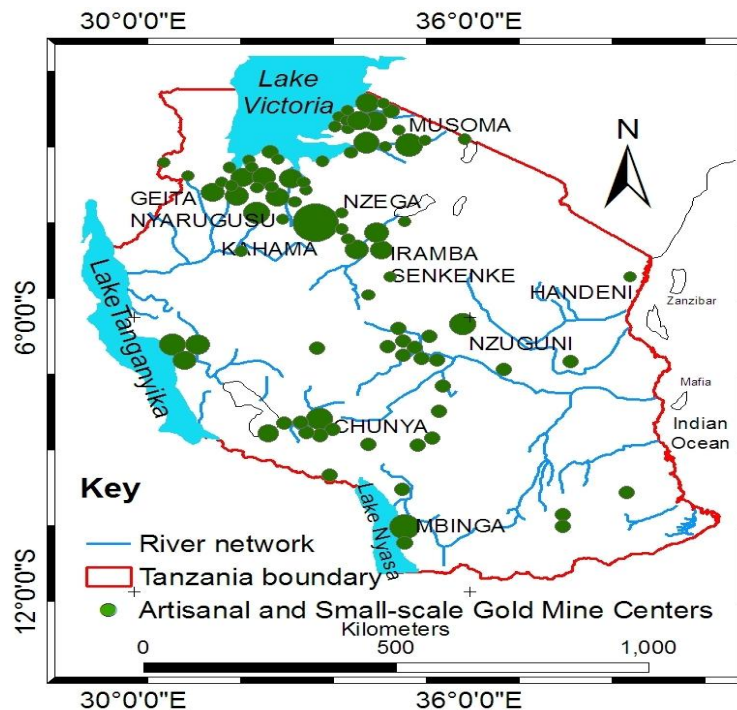 30°0'0"E 36°0'0"E
Lake
Victoria
MUSOMA
N
GEITA
NZEGA
NYARUGUSU
KAHAMA
IRAMBA
SENKENKE
HANDENI
Zanzibar
6°0'0"S
Lake Tanganyika
NZUGUNI
Mafia
Indian
Ocean
CHUNYA
Key
Lake Nyasa
MBINGA
River network
Tanzania boundary
Artisanal and Small-scale Gold Mine Centers
12°0'0"S
Kilometers
0 500 1,000
30°0'0"E 36°0'0"E